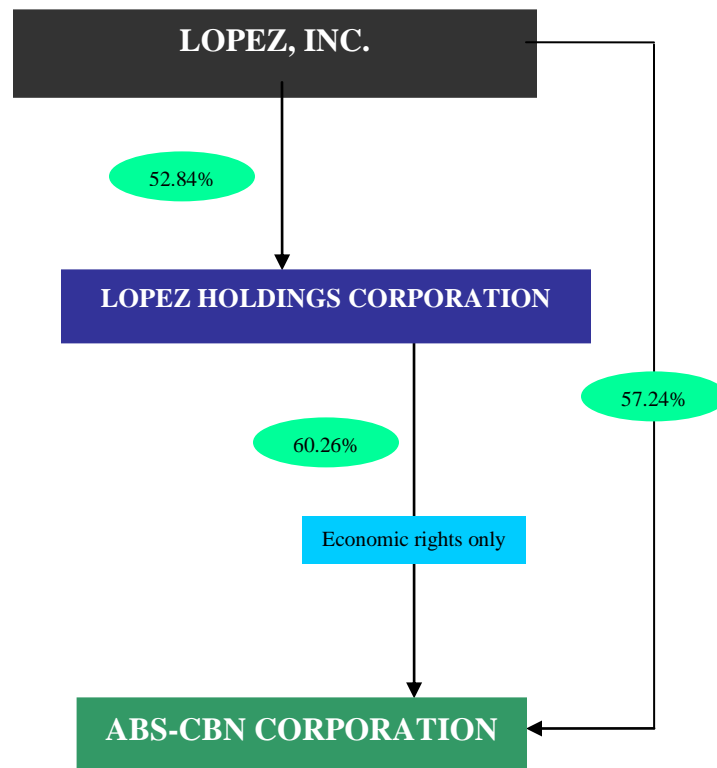 LOPEZ, INC.
52.84%
LOPEZ HOLDINGS CORPORATION
57.24%
60.26%
Economic rights only
ABS-CBN CORPORATION